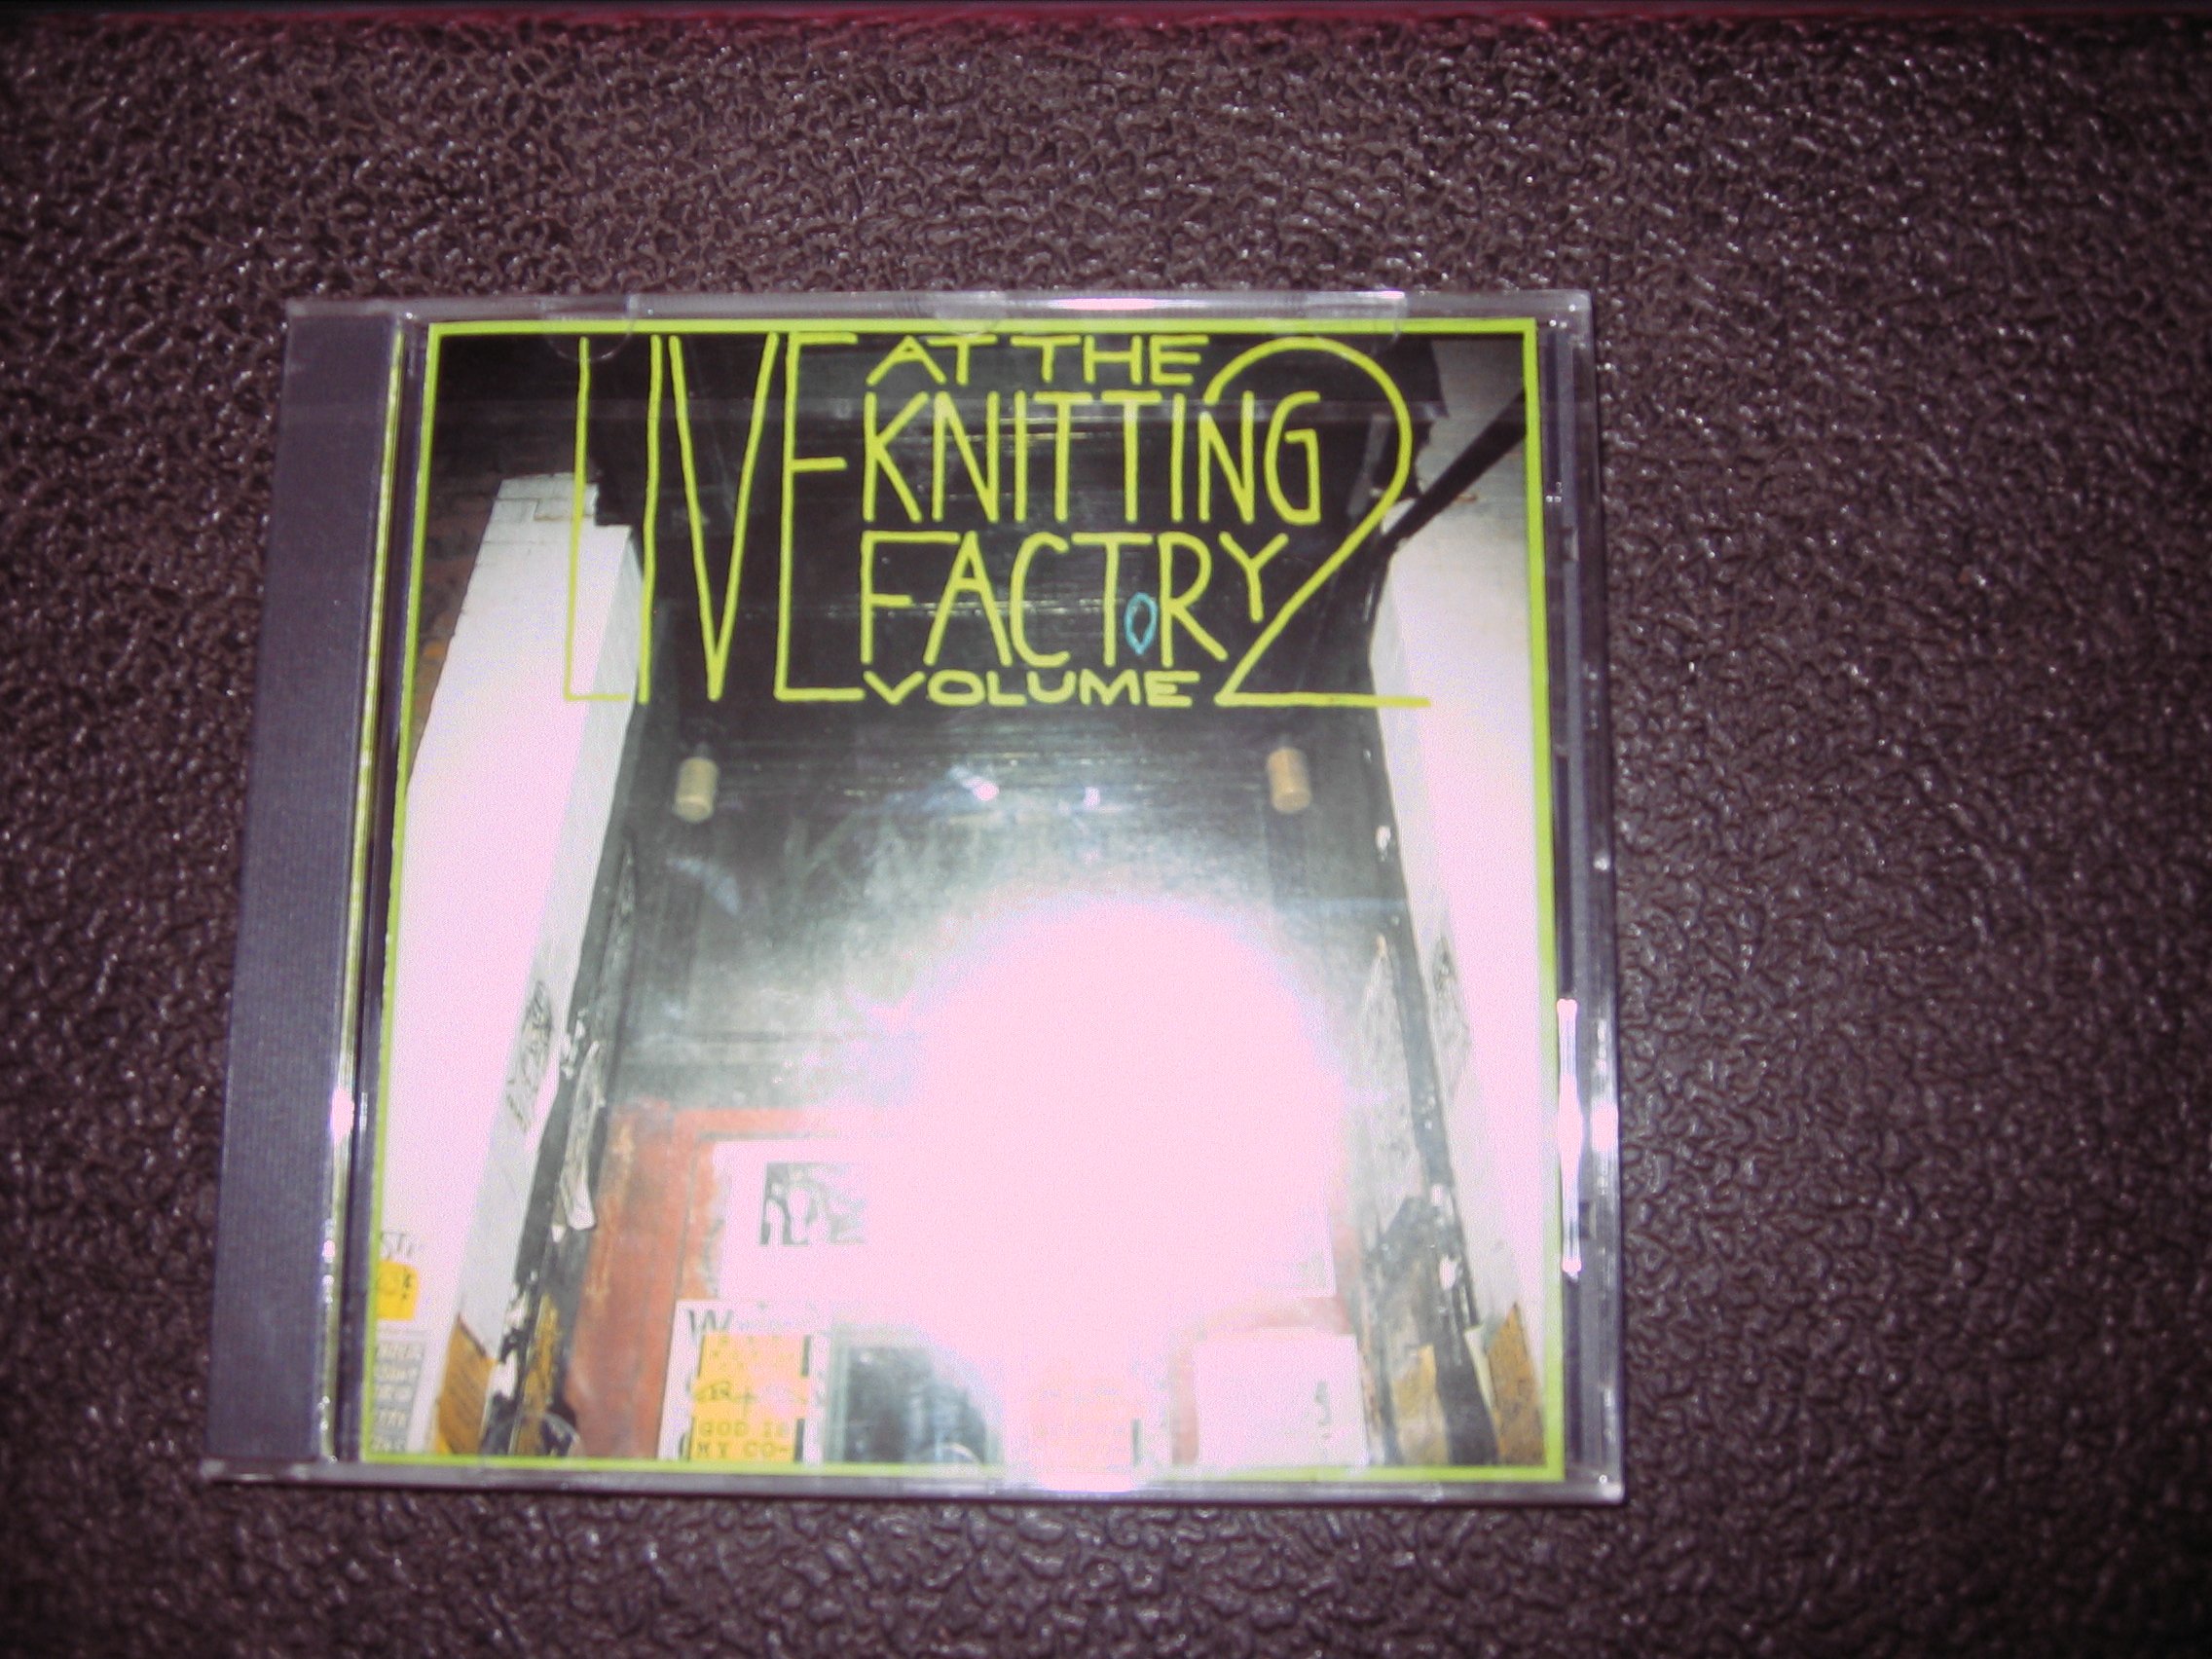 LIVE AT THE
KNITTING
FACTORY
VOLUME 2
GOD IS
MY CO-